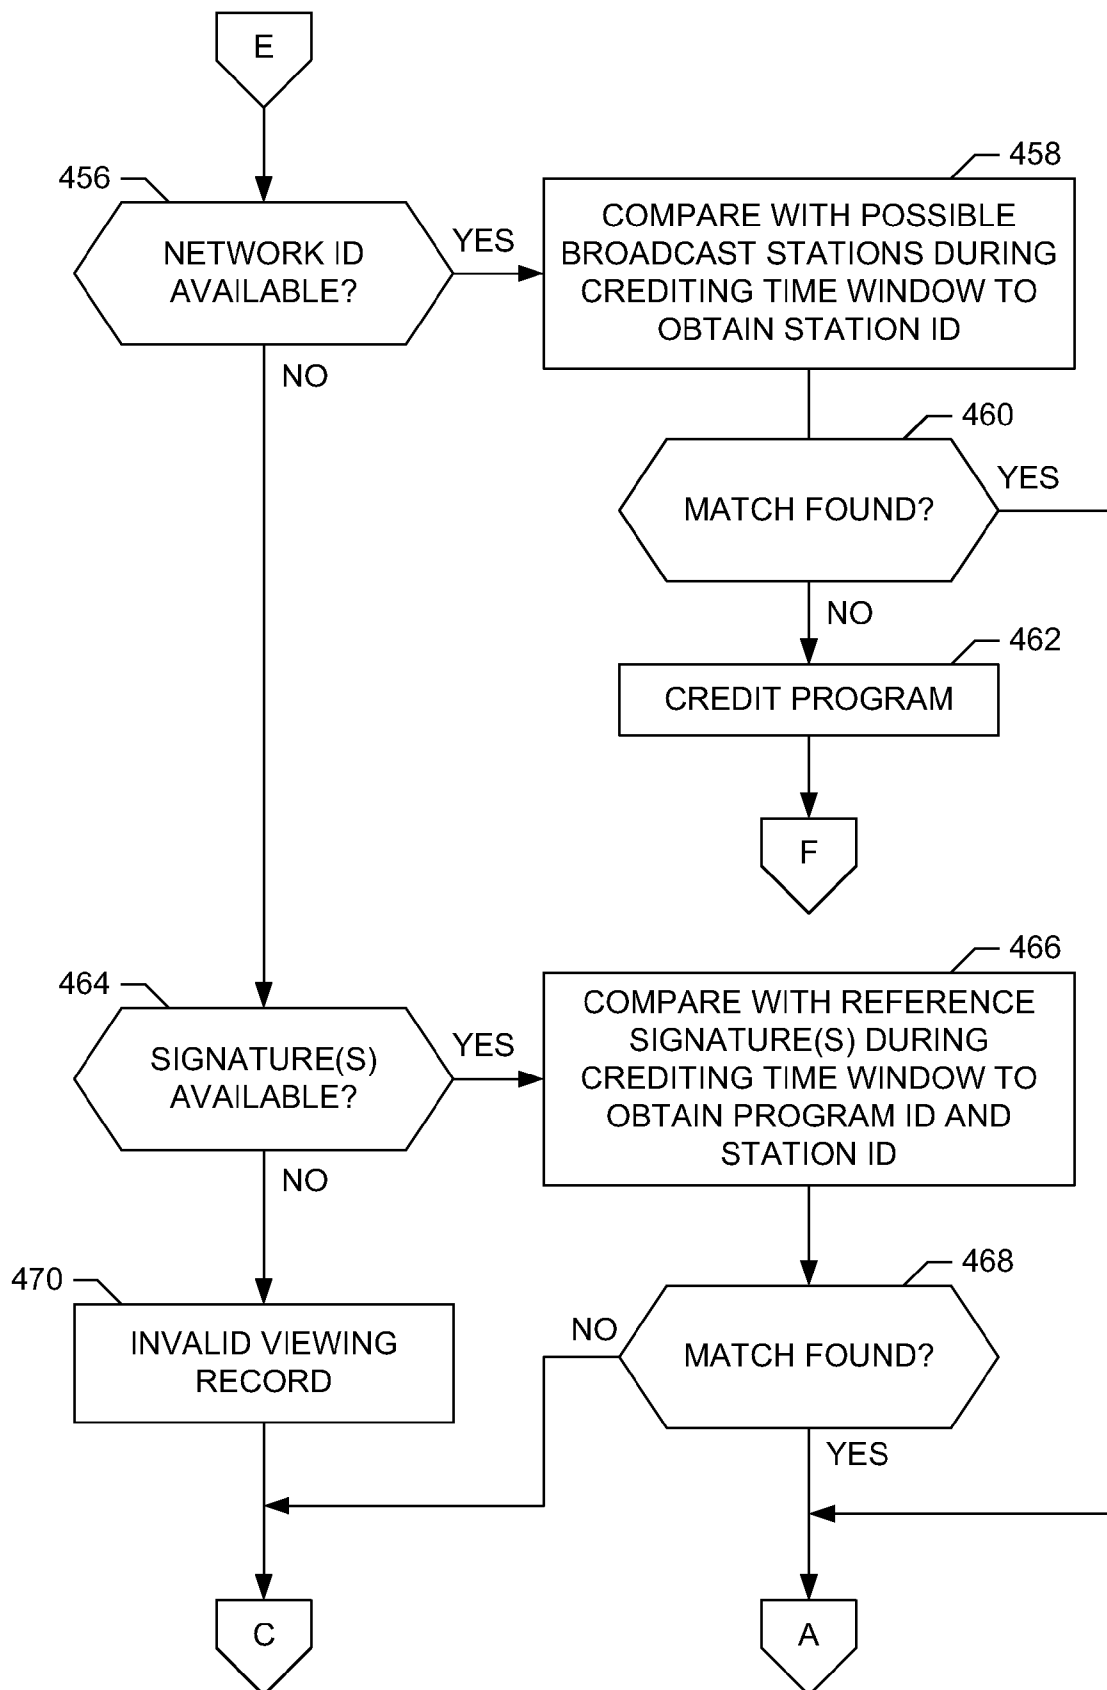 E
456
NETWORK ID
AVAILABLE?
YES
NO
458
COMPARE WITH POSSIBLE
BROADCAST STATIONS DURING
CREDITING TIME WINDOW TO
OBTAIN STATION ID
460
MATCH FOUND?
YES
NO
462
CREDIT PROGRAM
F
464
SIGNATURE(S)
AVAILABLE?
YES
NO
466
COMPARE WITH REFERENCE
SIGNATURE(S) DURING
CREDITING TIME WINDOW TO
OBTAIN PROGRAM ID AND
STATION ID
468
MATCH FOUND?
NO
YES
470
INVALID VIEWING
RECORD
C
A